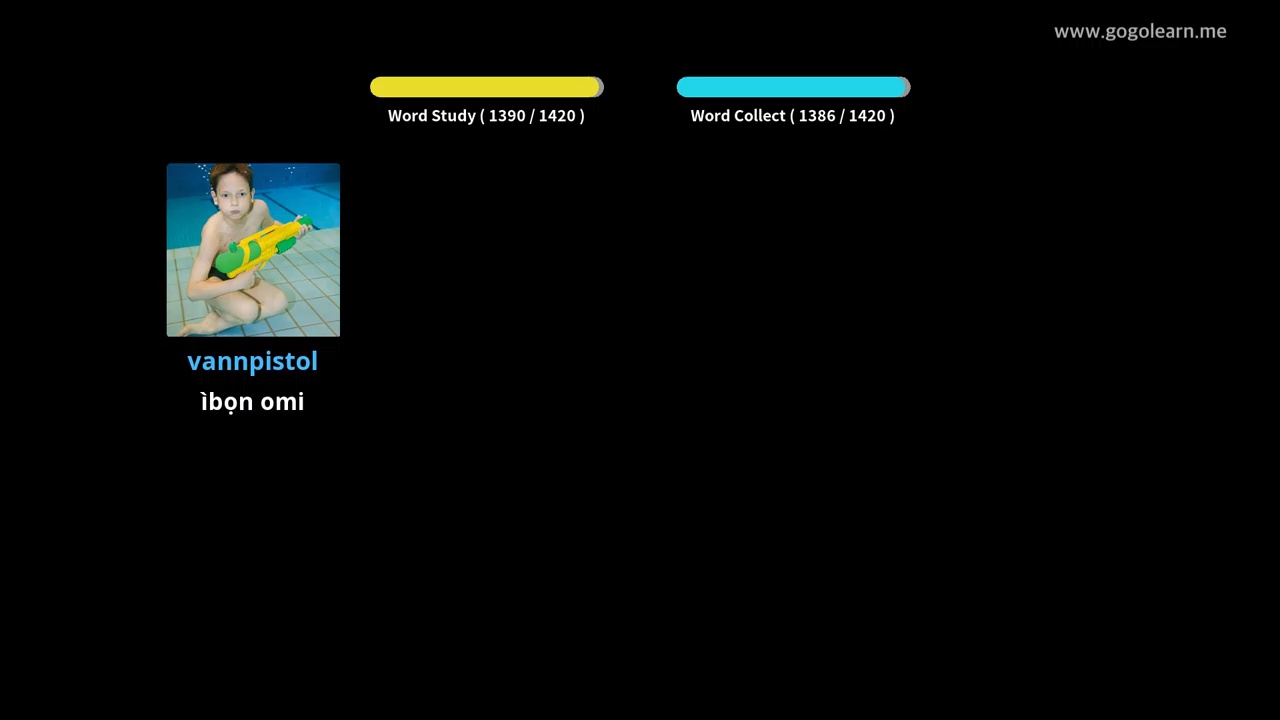 www.gogolearn.me
Word Study ( 1390 / 1420 )
Word Collect ( 1386 / 1420 )
vannpistol
ìbọn omi